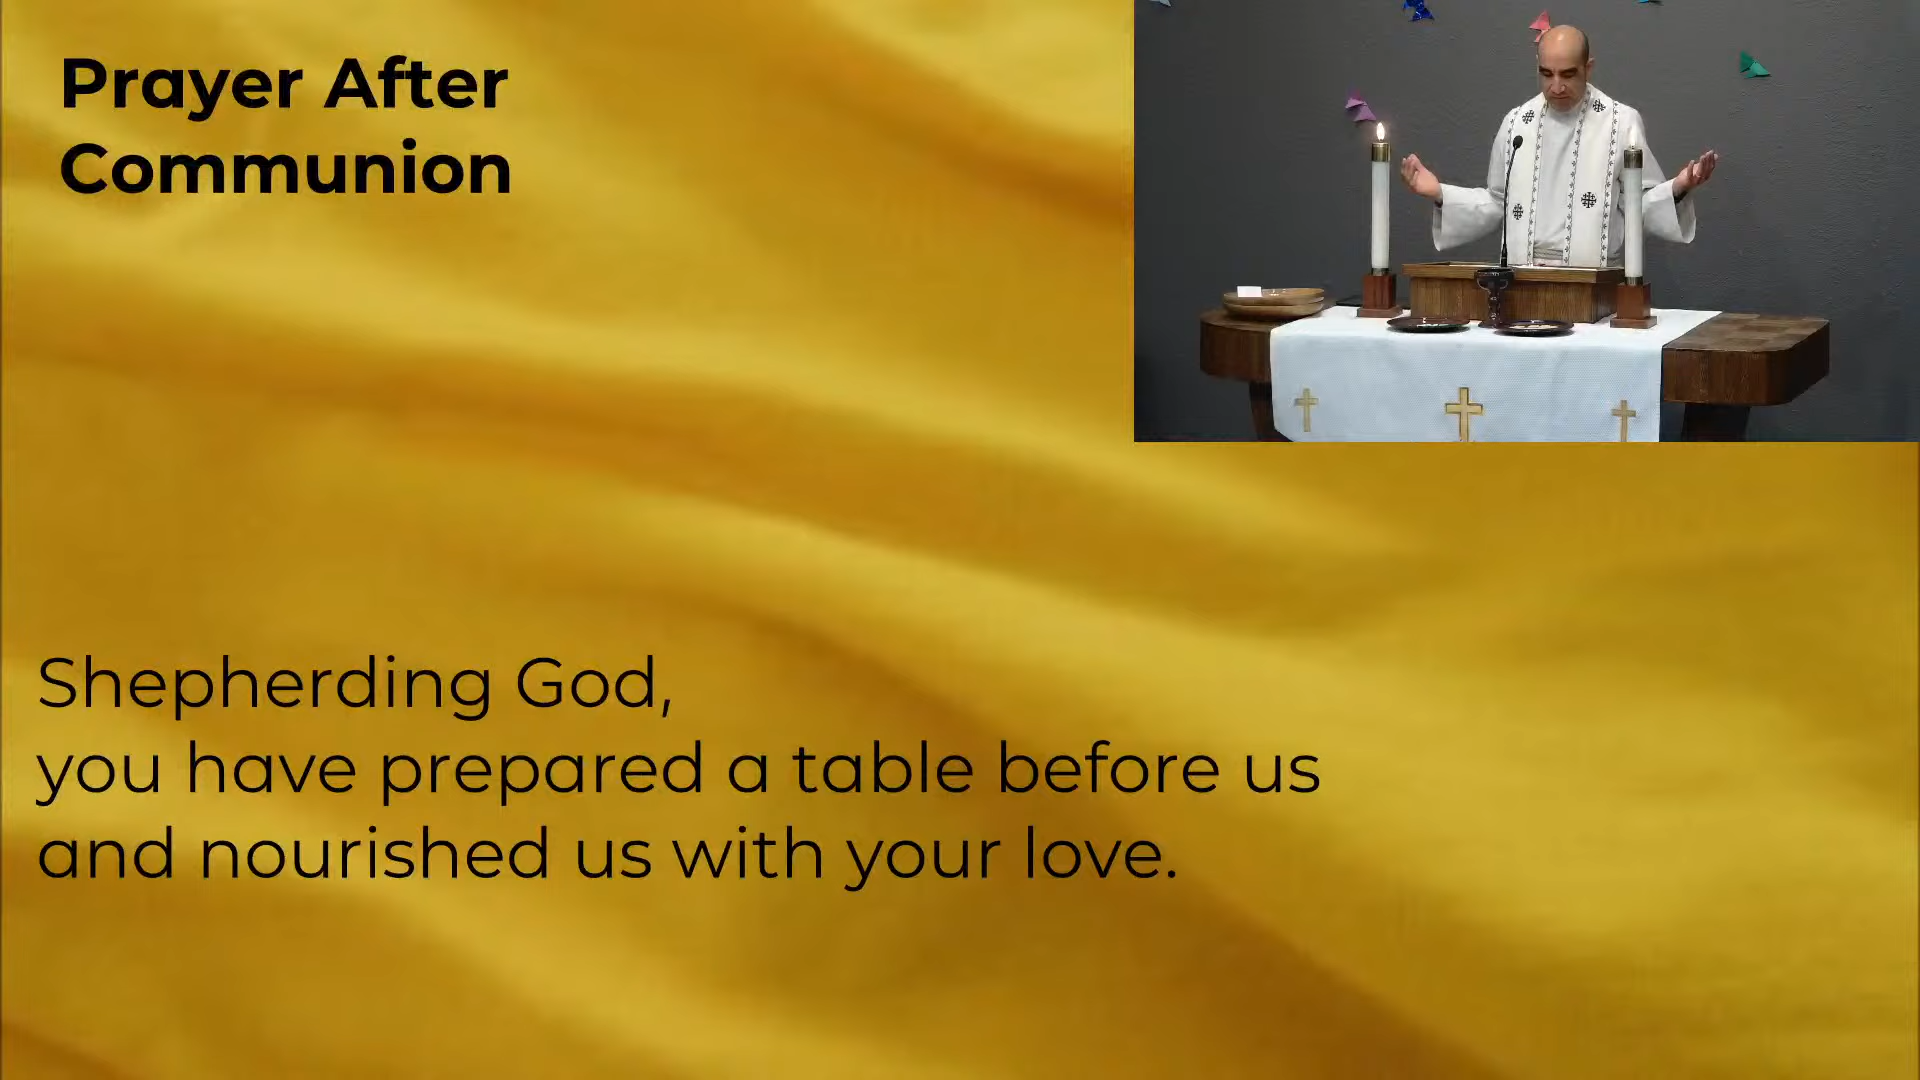 Prayer After
Communion
Shepherding God,
you have prepared a table before us
and nourished us with your love.